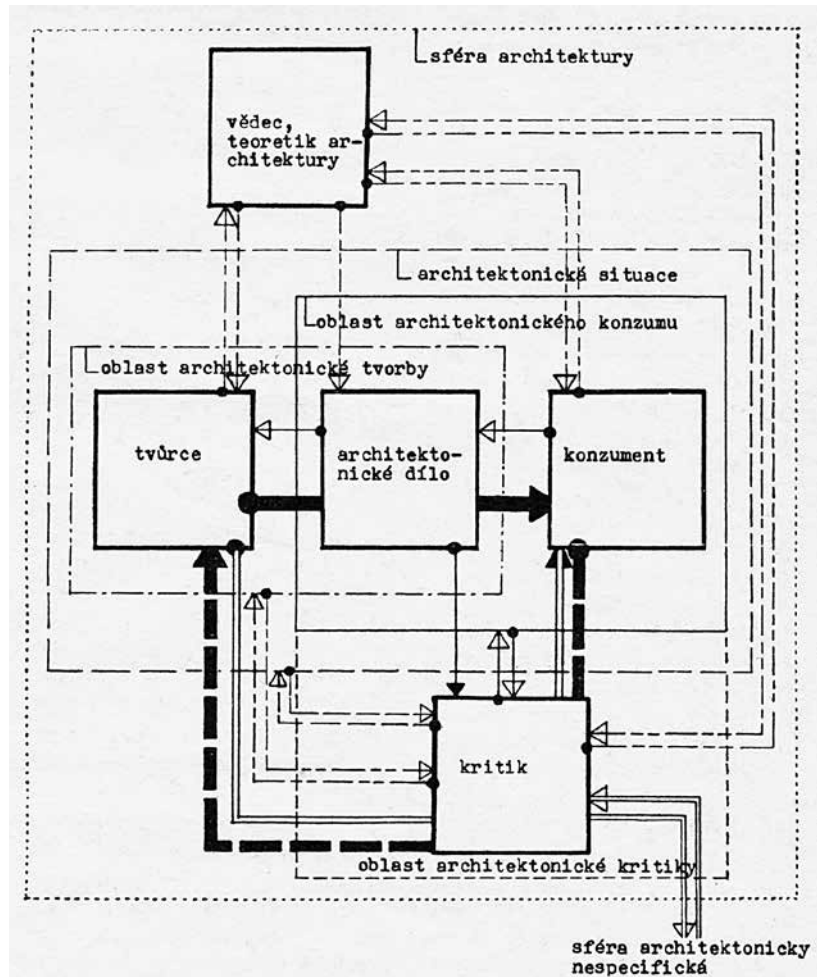 sféra architektury
vědec,
teoretik ar-
chitektury
architektonická situace
oblast architektonického konzumu
oblast architektonické tvorby
tvůrce
architekto-
nické dílo
konzument
kritik
oblast architektonické kritiky
sféra architektonicky
nespecifická